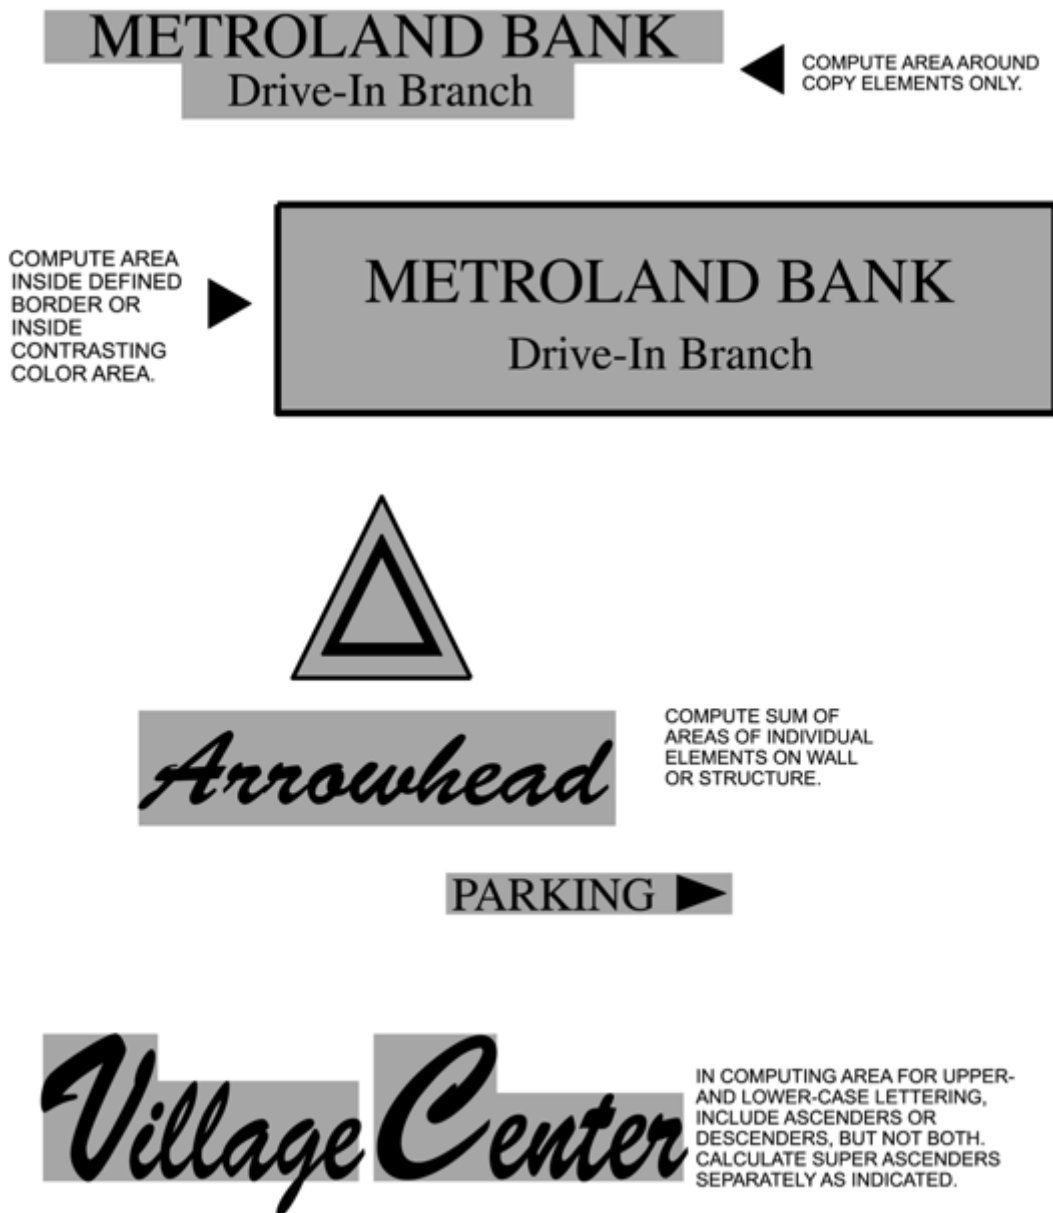 METROLAND BANK
Drive-In Branch
COMPUTE AREA AROUND
COPY ELEMENTS ONLY.
COMPUTE AREA
INSIDE DEFINED
BORDER OR
INSIDE
CONTRASTING
COLOR AREA.
METROLAND BANK
Drive-In Branch
Arrowhead
COMPUTE SUM OF
AREAS OF INDIVIDUAL
ELEMENTS ON WALL
OR STRUCTURE.
PARKING
Village Center
IN COMPUTING AREA FOR UPPER-
AND LOWER-CASE LETTERING,
INCLUDE ASCENDERS OR
DESCENDERS, BUT NOT BOTH.
CALCULATE SUPER ASCENDERS
SEPARATELY AS INDICATED.